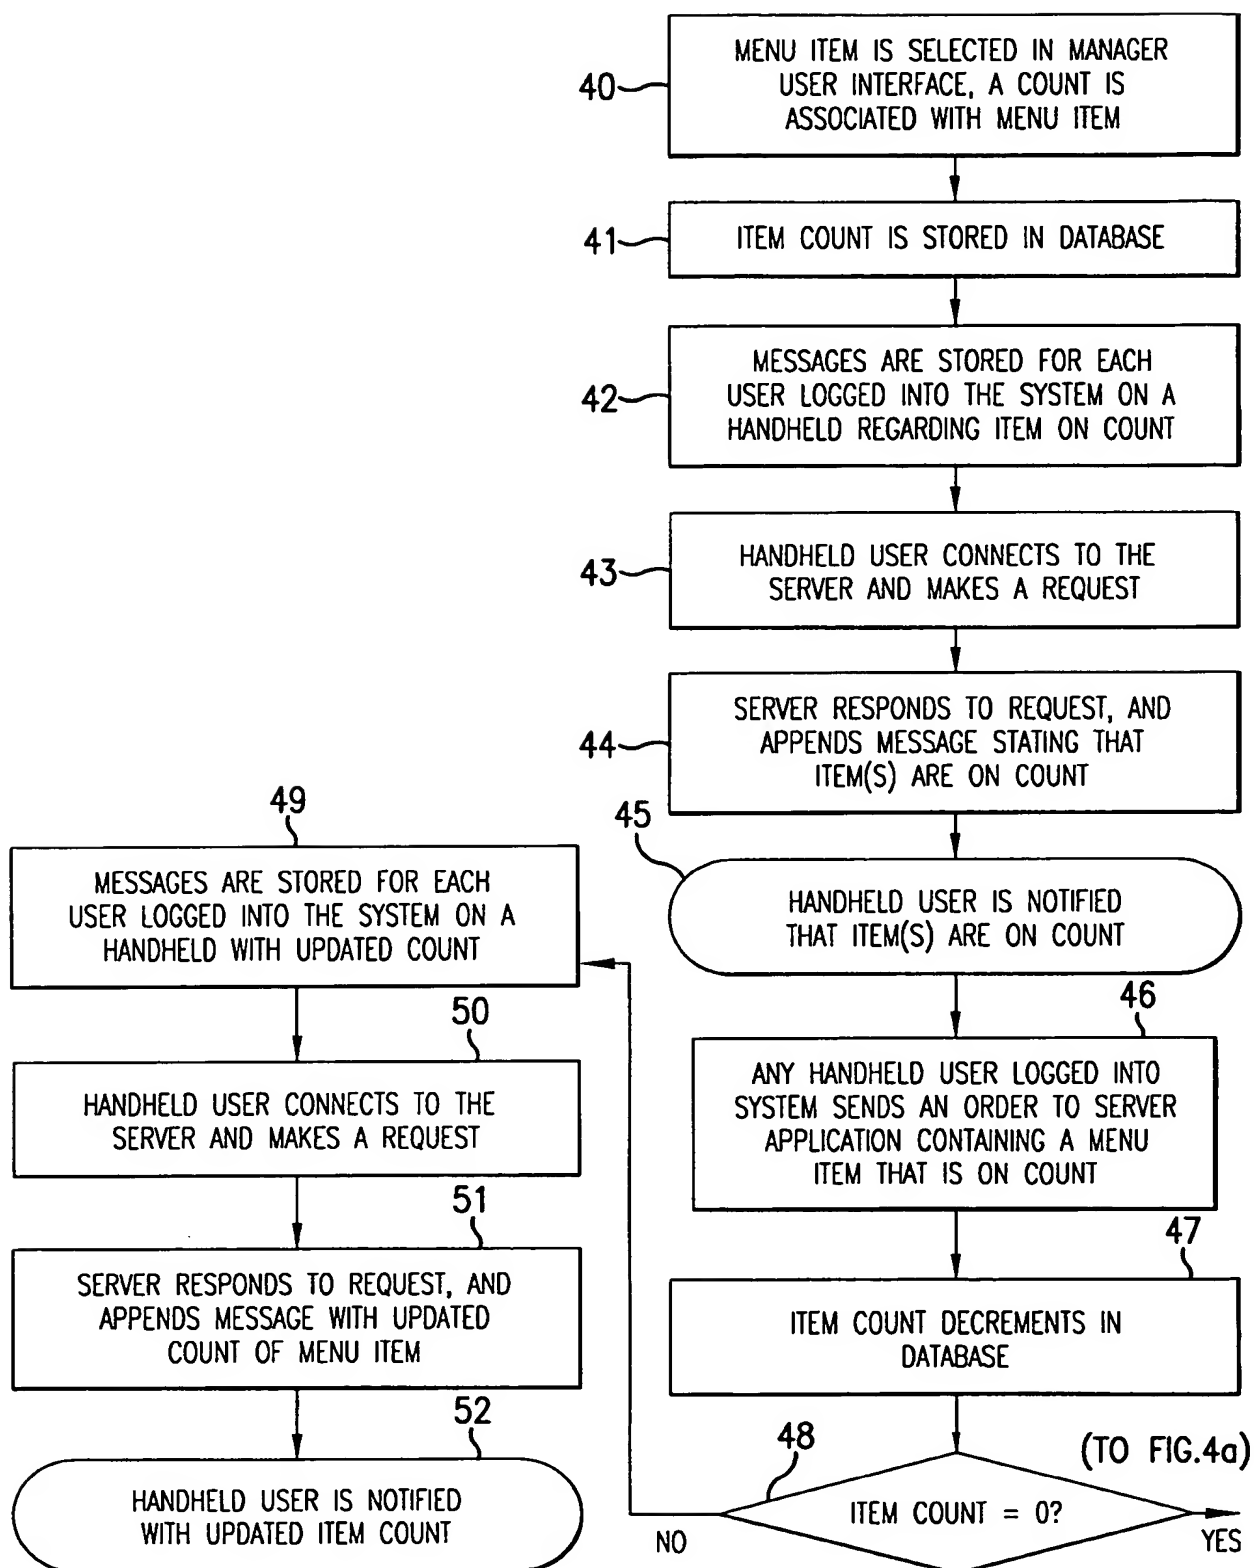 40
MENU ITEM IS SELECTED IN MANAGER
USER INTERFACE, A COUNT IS
ASSOCIATED WITH MENU ITEM
41
ITEM COUNT IS STORED IN DATABASE
42
MESSAGES ARE STORED FOR EACH
USER LOGGED INTO THE SYSTEM ON A
HANDHELD REGARDING ITEM ON COUNT
43
HANDHELD USER CONNECTS TO THE
SERVER AND MAKES A REQUEST
44
SERVER RESPONDS TO REQUEST, AND
APPENDS MESSAGE STATING THAT
ITEM(S) ARE ON COUNT
45
HANDHELD USER IS NOTIFIED
THAT ITEM(S) ARE ON COUNT
46
ANY HANDHELD USER LOGGED INTO
SYSTEM SENDS AN ORDER TO SERVER
APPLICATION CONTAINING A MENU
ITEM THAT IS ON COUNT
47
ITEM COUNT DECREMENTS IN
DATABASE
48
(TO FIG.4a)
ITEM COUNT = 0?
NO
YES
49
MESSAGES ARE STORED FOR EACH
USER LOGGED INTO THE SYSTEM ON A
HANDHELD WITH UPDATED COUNT
50
HANDHELD USER CONNECTS TO THE
SERVER AND MAKES A REQUEST
51
SERVER RESPONDS TO REQUEST, AND
APPENDS MESSAGE WITH UPDATED
COUNT OF MENU ITEM
52
HANDHELD USER IS NOTIFIED
WITH UPDATED ITEM COUNT